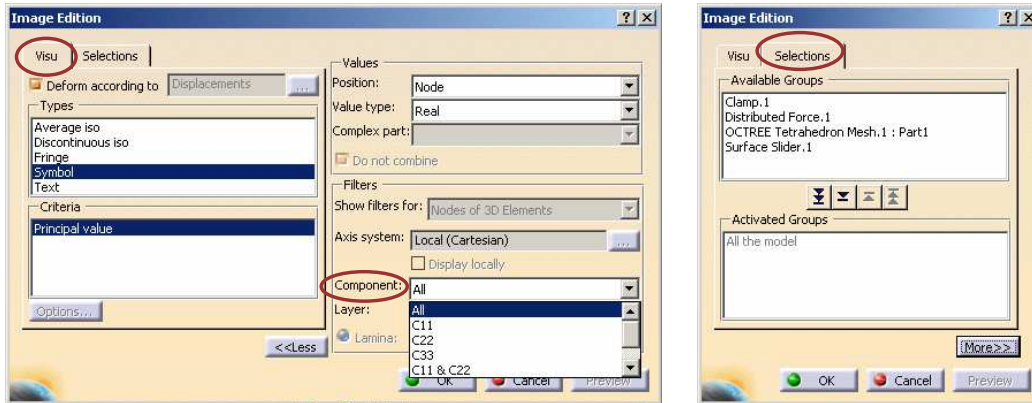 Image Edition
Visu
Selections
Deform according to
Displacements
...
Types
Average iso
Discontinuous iso
Fringe
Symbol
Text
Criteria
Principal value
Options...
<<Less
Values
Position:
Node
Value type:
Real
Complex part:
Do not combine
Filters
Show filters for:
Nodes of 3D Elements
Axis system:
Local (Cartesian)
...
Display locally
Component:
All
Layer:
All
C11
C22
C33
C11 & C22
Lamina:
OK
Cancel
Preview
Image Edition
Visu
Selections
Available Groups
Clamp.1
Distributed Force.1
OCTREE Tetrahedron Mesh.1 : Part1
Surface Slider.1
Activated Groups
All the model
More>>
OK
Cancel
Preview